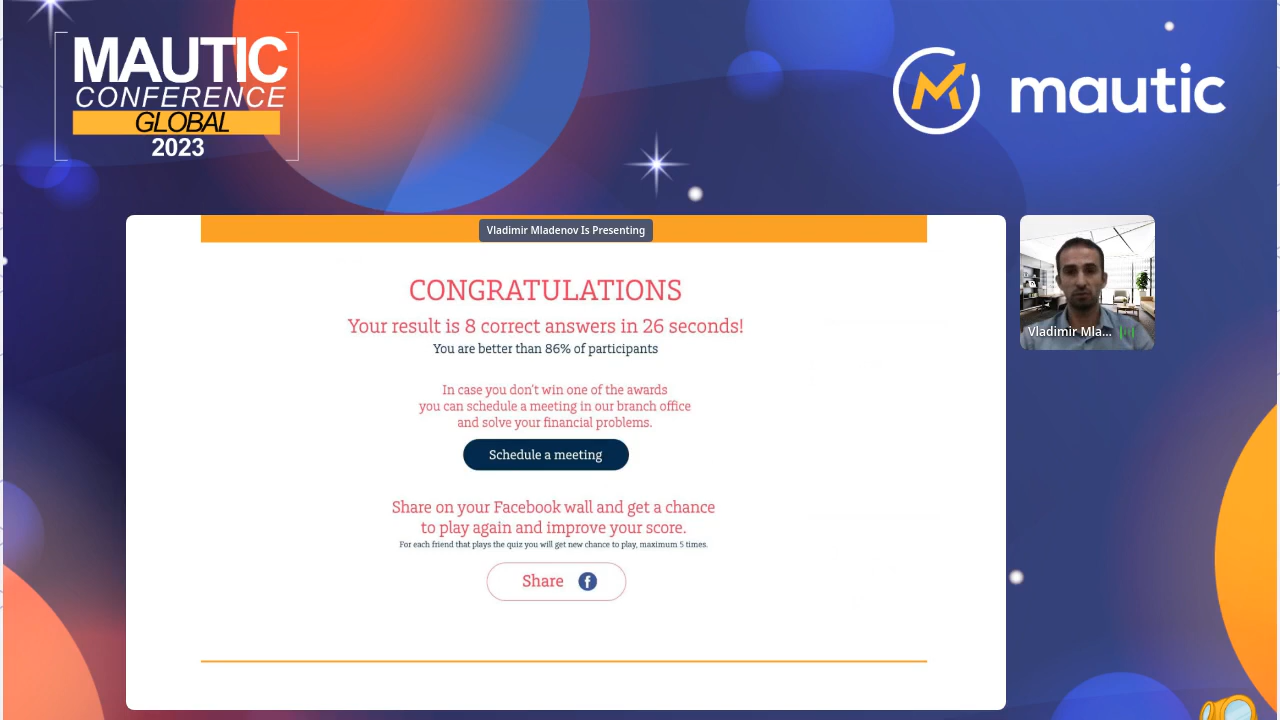 MAUTIC
CONFERENCE
GLOBAL
2023
mautic
Vladimir Mladenov Is Presenting
CONGRATULATIONS
Your result is 8 correct answers in 26 seconds!
You are better than 86% of participants
In case you don't win one of the awards
you can schedule a meeting in our branch office
and solve your financial problems.
Schedule a meeting
Share on your Facebook wall and get a chance
to play again and improve your score.
For each friend that plays the quiz you will get new chance to play, maximum 5 times.
Share
Vladimir Mla...